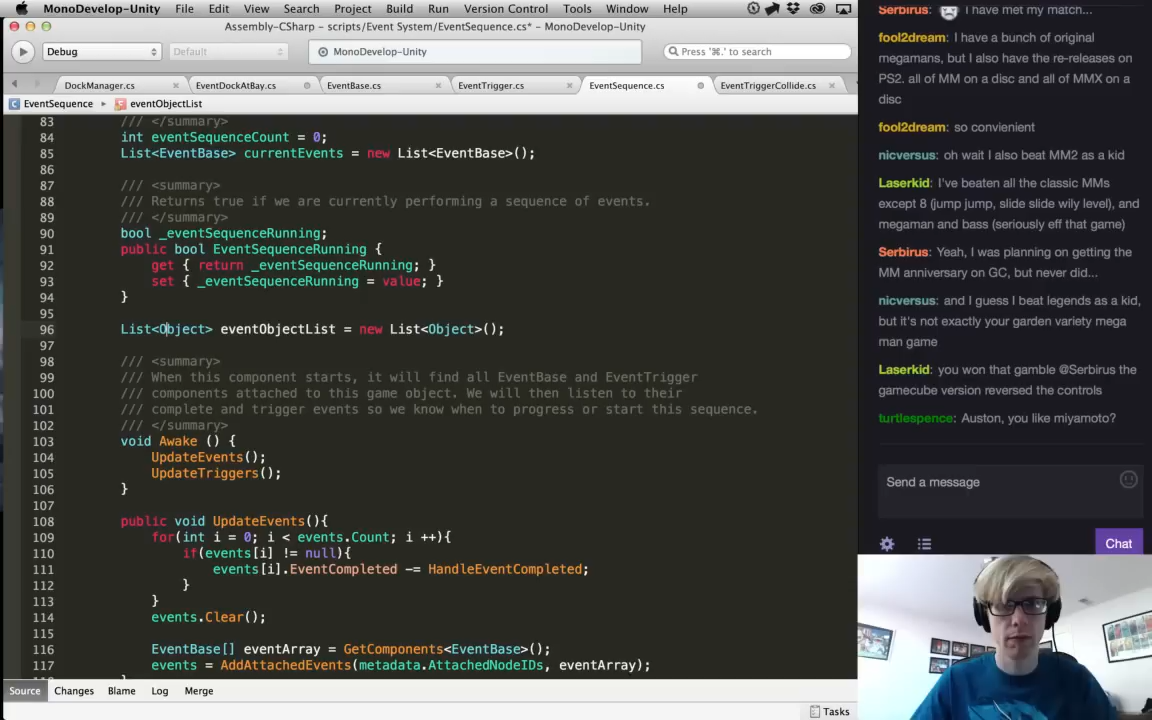 MonoDevelop-Unity File Edit View Search Project Build Run Version Control Tools Window Help
Assembly-CSharp - scripts/Event System/EventSequence.cs* - MonoDevelop-Unity
Debug Default MonoDevelop-Unity Press '⌘.' to search
DockManager.cs EventDockAtBay.cs EventBase.cs EventTrigger.cs EventSequence.cs EventTriggerCollide.cs
EventSequence ▸ eventObjectList
83 /// </summary>
84 int eventSequenceCount = 0;
85 List<EventBase> currentEvents = new List<EventBase>();
86
87 /// <summary>
88 /// Returns true if we are currently performing a sequence of events.
89 /// </summary>
90 bool _eventSequenceRunning;
91 public bool EventSequenceRunning {
92 get { return _eventSequenceRunning; }
93 set { _eventSequenceRunning = value; }
94 }
95
96 List<Object> eventObjectList = new List<Object>();
97
98 /// <summary>
99 /// When this component starts, it will find all EventBase and EventTrigger
100 /// components attached to this game object. We will then listen to their
101 /// complete and trigger events so we know when to progress or start this sequence.
102 /// </summary>
103 void Awake () {
104 UpdateEvents();
105 UpdateTriggers();
106 }
107
108 public void UpdateEvents(){
109 for(int i = 0; i < events.Count; i ++){
110 if(events[i] != null){
111 events[i].EventCompleted -= HandleEventCompleted;
112 }
113 }
114 events.Clear();
115
116 EventBase[] eventArray = GetComponents<EventBase>();
117 events = AddAttachedEvents(metadata.AttachedNodeIDs, eventArray);
Source Changes Blame Log Merge
Tasks
Serbirus: I have met my match...
fool2dream: I have a bunch of original
megamans, but I also have the re-releases on
PS2. all of MM on a disc and all of MMX on a
disc
fool2dream: so convienient
nicversus: oh wait I also beat MM2 as a kid
Laserkid: I've beaten all the classic MMs
except 8 (jump jump, slide slide wily level), and
megaman and bass (seriously eff that game)
Serbirus: Yeah, I was planning on getting the
MM anniversary on GC, but never did...
nicversus: and I guess I beat legends as a kid,
but it's not exactly your garden variety mega
man game
Laserkid: you won that gamble @Serbirus the
gamecube version reversed the controls
turtlespence: Auston, you like miyamoto?
Send a message
Chat